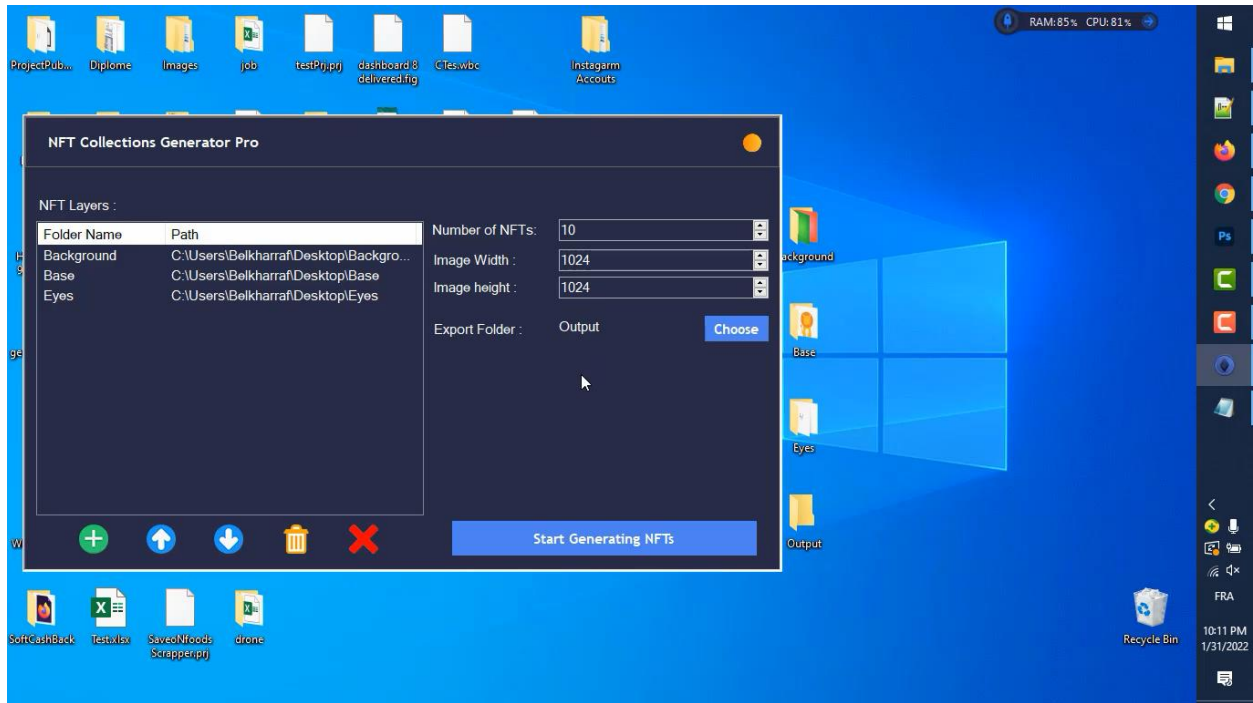 RAM:85% CPU:81%
ProjectPub... Diplome Images job testPrj.prj dashboard 8 delivered.fig CTes.wbc Instagarm Accouts
NFT Collections Generator Pro
NFT Layers :
Folder Name Path
Background C:\Users\Belkharraf\Desktop\Backgro...
Base C:\Users\Belkharraf\Desktop\Base
Eyes C:\Users\Belkharraf\Desktop\Eyes
Number of NFTs: 10
Image Width : 1024
Image height : 1024
Export Folder : Output Choose
Start Generating NFTs
ackground
Base
Eyes
Output
SoftCashBack Test.xlsx SaveoNfoods Scrapper.prj drone
Recycle Bin
Ps
FRA
10:11 PM
1/31/2022